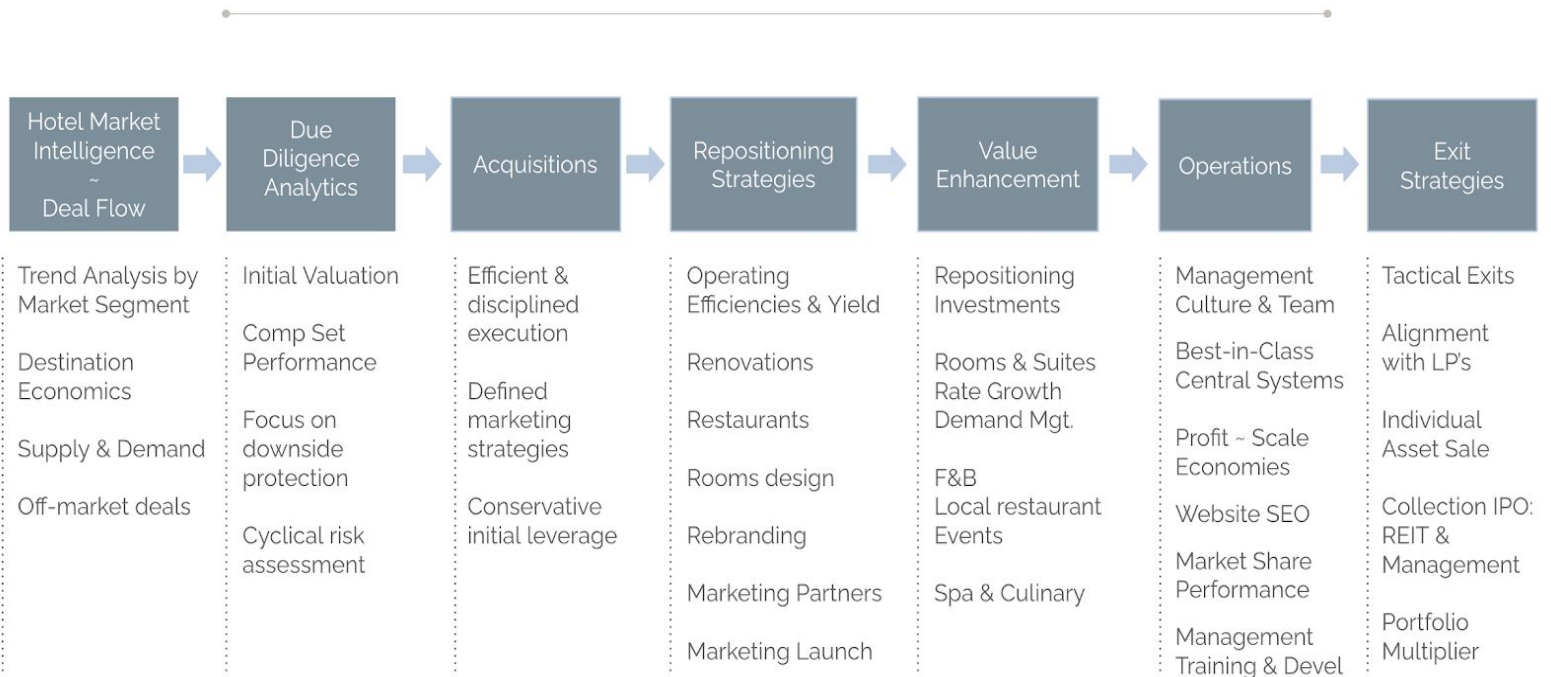 Hotel Market
Intelligence
~
Deal Flow
Due
Diligence
Analytics
Acquisitions
Repositioning
Strategies
Value
Enhancement
Operations
Exit
Strategies
Trend Analysis by
Market Segment
Destination
Economics
Supply & Demand
Off-market deals
Initial Valuation
Comp Set
Performance
Focus on
downside
protection
Cyclical risk
assessment
Efficient &
disciplined
execution
Defined
marketing
strategies
Conservative
initial leverage
Operating
Efficiencies & Yield
Renovations
Restaurants
Rooms design
Rebranding
Marketing Partners
Marketing Launch
Repositioning
Investments
Rooms & Suites
Rate Growth
Demand Mgt.
F&B
Local restaurant
Events
Spa & Culinary
Management
Culture & Team
Best-in-Class
Central Systems
Profit ~ Scale
Economies
Website SEO
Market Share
Performance
Management
Training & Devel
Tactical Exits
Alignment
with LP's
Individual
Asset Sale
Collection IPO:
REIT &
Management
Portfolio
Multiplier